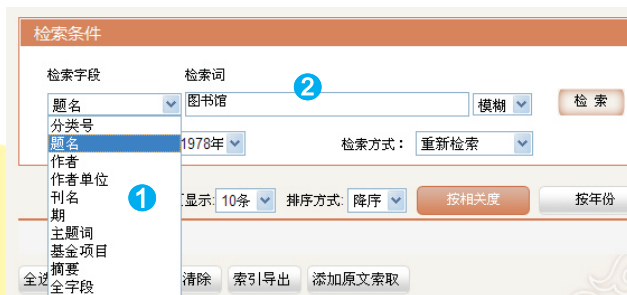 检索条件
检索字段 检索词
题名 图书馆 2 模糊 检 索
分类号
题名 1978年 检索方式： 重新检索
作者
作者单位
刊名 1 显示: 10条 排序方式: 降序 按相关度 按年份
期
主题词
基金项目
摘要
全选 清除 索引导出 添加原文索取
全字段